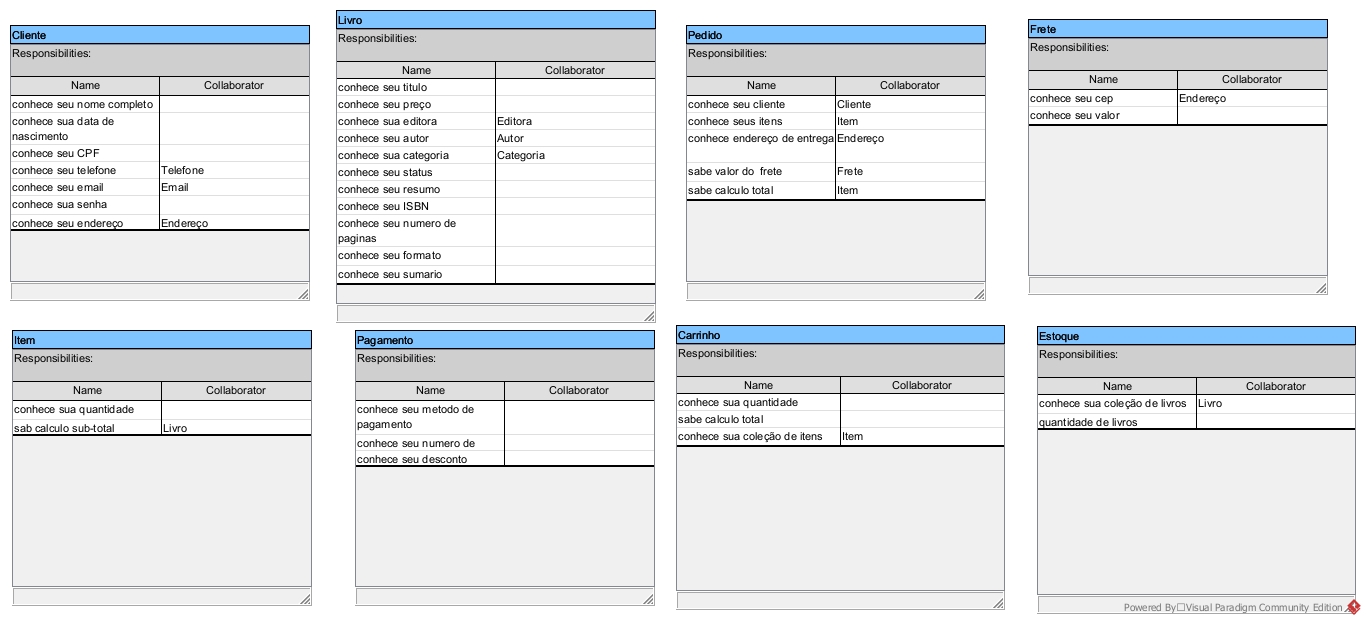 Cliente
Responsibilities:
Name Collaborator
conhece seu nome completo
conhece sua data de
nascimento
conhece seu CPF
conhece seu telefone Telefone
conhece seu email Email
conhece sua senha
conhece seu endereço Endereço
Livro
Responsibilities:
Name Collaborator
conhece seu titulo
conhece seu preço
conhece sua editora Editora
conhece seu autor Autor
conhece sua categoria Categoria
conhece seu status
conhece seu resumo
conhece seu ISBN
conhece seu numero de
paginas
conhece seu formato
conhece seu sumario
Pedido
Responsibilities:
Name Collaborator
conhece seu cliente Cliente
conhece seus itens Item
conhece endereço de entrega Endereço
sabe valor do frete Frete
sabe calculo total Item
Frete
Responsibilities:
Name Collaborator
conhece seu cep Endereço
conhece seu valor
Item
Responsibilities:
Name Collaborator
conhece sua quantidade
sab calculo sub-total Livro
Pagamento
Responsibilities:
Name Collaborator
conhece seu metodo de
pagamento
conhece seu numero de
conhece seu desconto
Carrinho
Responsibilities:
Name Collaborator
conhece sua quantidade
sabe calculo total
conhece sua coleção de itens Item
Estoque
Responsibilities:
Name Collaborator
conhece sua coleção de livros Livro
quantidade de livros
Powered By Visual Paradigm Community Edition